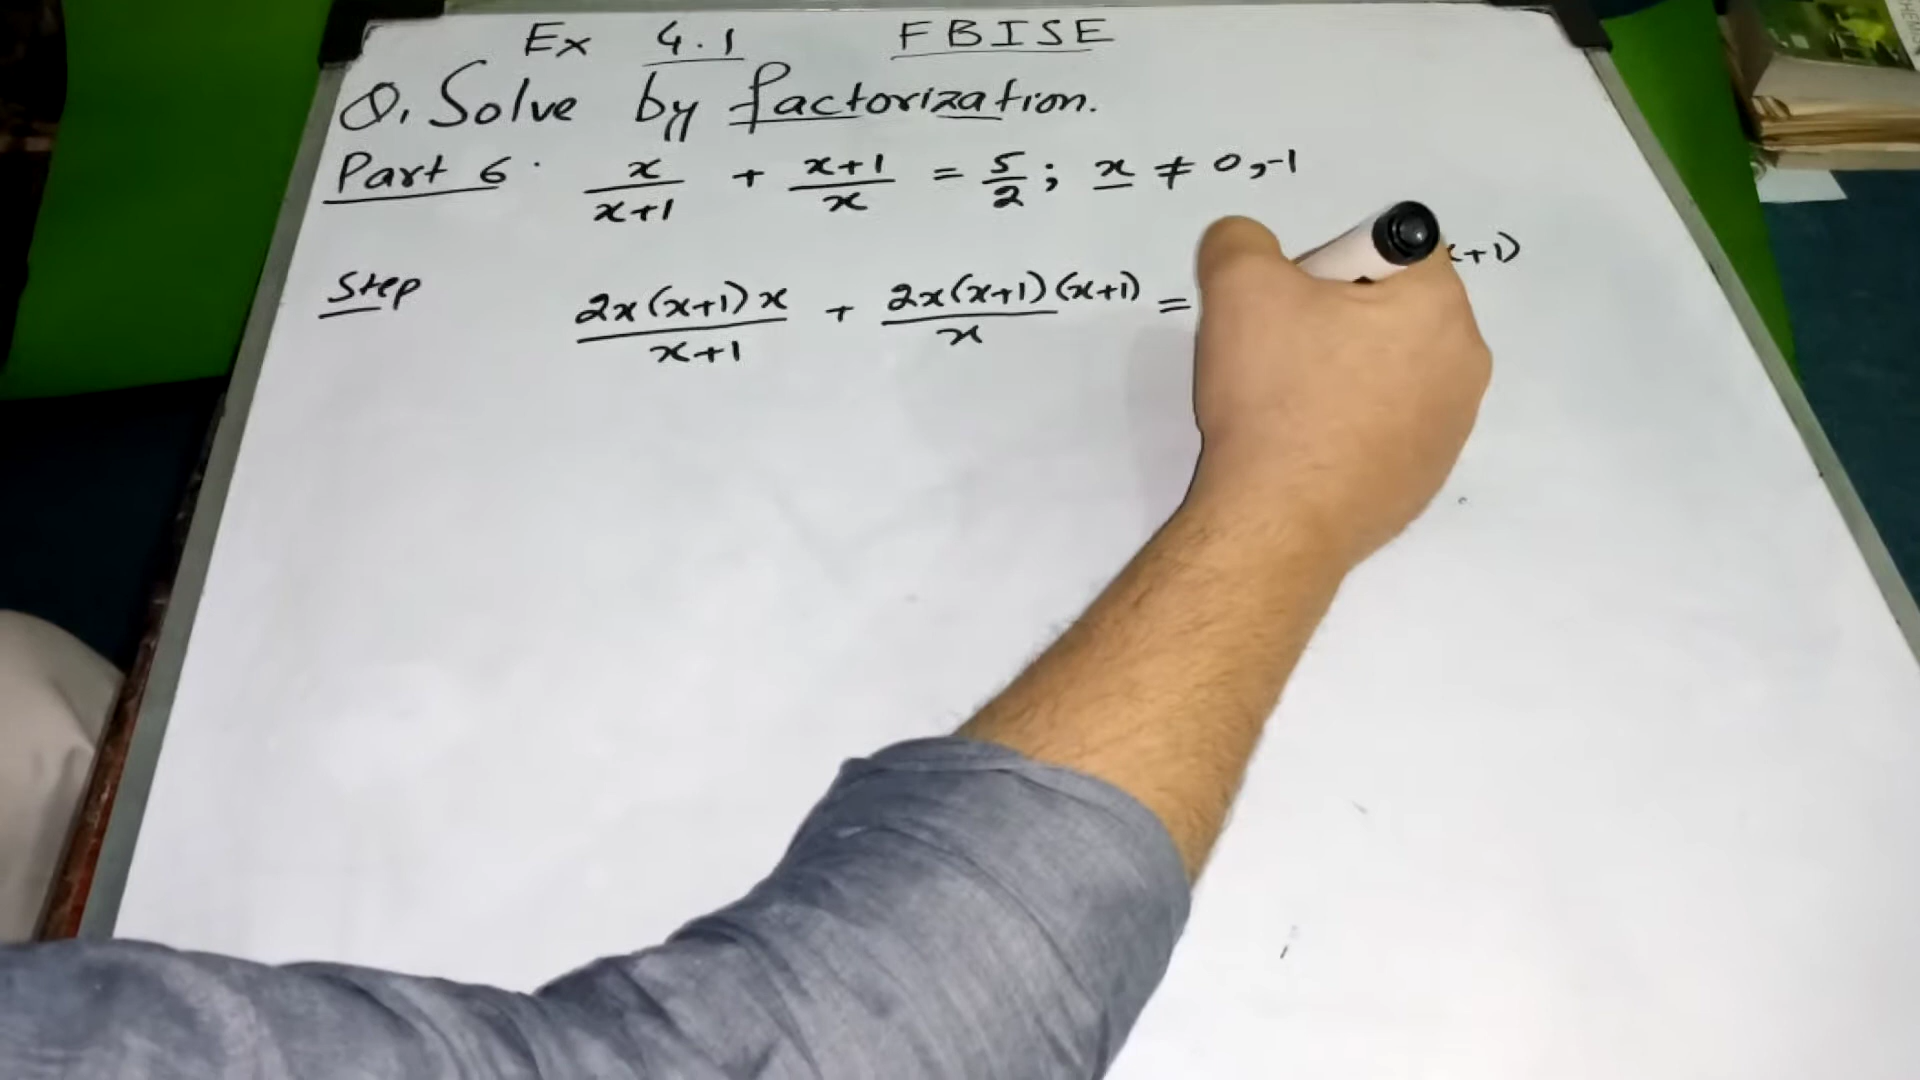 Ex 4.1 FBISE
Q. Solve by factorization.
Part 6 · x/(x+1) + (x+1)/x = 5/2 ; x ≠ 0, -1
x+1)
Step 2x(x+1)x/(x+1) + 2x(x+1)(x+1)/x =